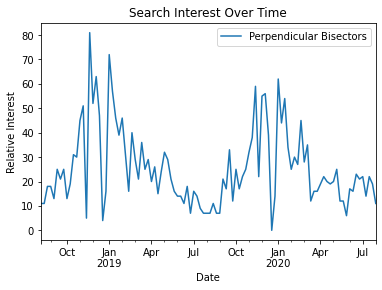 Search Interest Over Time
Perpendicular Bisectors
Relative Interest
80
70
60
50
40
30
20
10
0
Oct Jan Apr Jul Oct Jan Apr Jul
2019 2020
Date